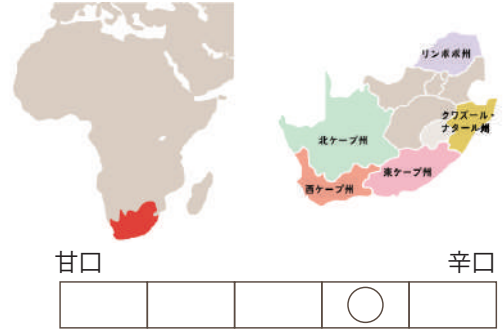 リンポポ州
クワズール・
ナタール州
北ケープ州
東ケープ州
西ケープ州
甘口
辛口